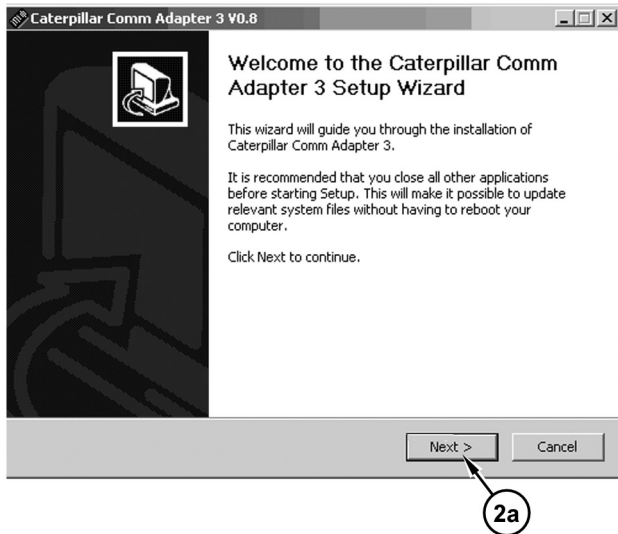 Caterpillar Comm Adapter 3 V0.8
Welcome to the Caterpillar Comm
Adapter 3 Setup Wizard
This wizard will guide you through the installation of
Caterpillar Comm Adapter 3.
It is recommended that you close all other applications
before starting Setup. This will make it possible to update
relevant system files without having to reboot your
computer.
Click Next to continue.
Next >
Cancel
2a